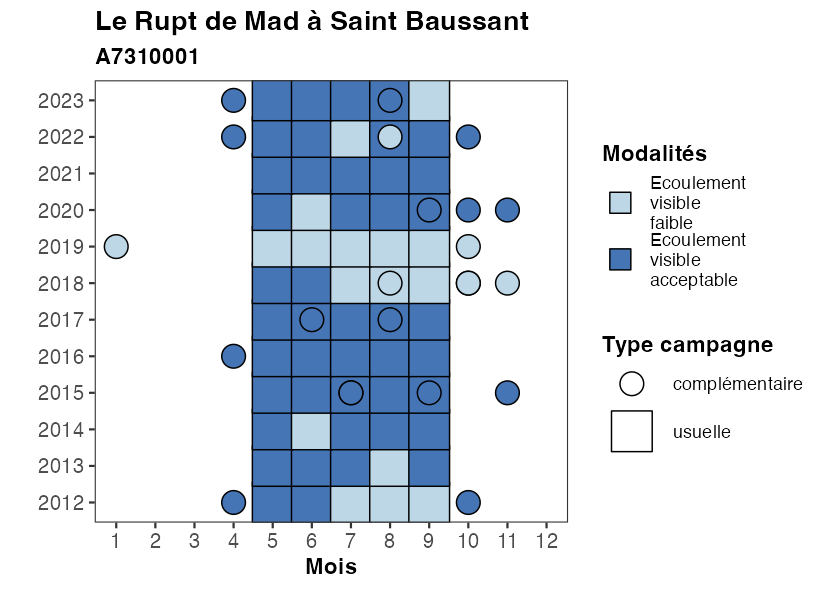 Le Rupt de Mad à Saint Baussant
A7310001
2023
2022
2021
2020
2019
2018
2017
2016
2015
2014
2013
2012
1 2 3 4 5 6 7 8 9 10 11 12
Mois
Modalités
Ecoulement
visible
faible
Ecoulement
visible
acceptable
Type campagne
complémentaire
usuelle